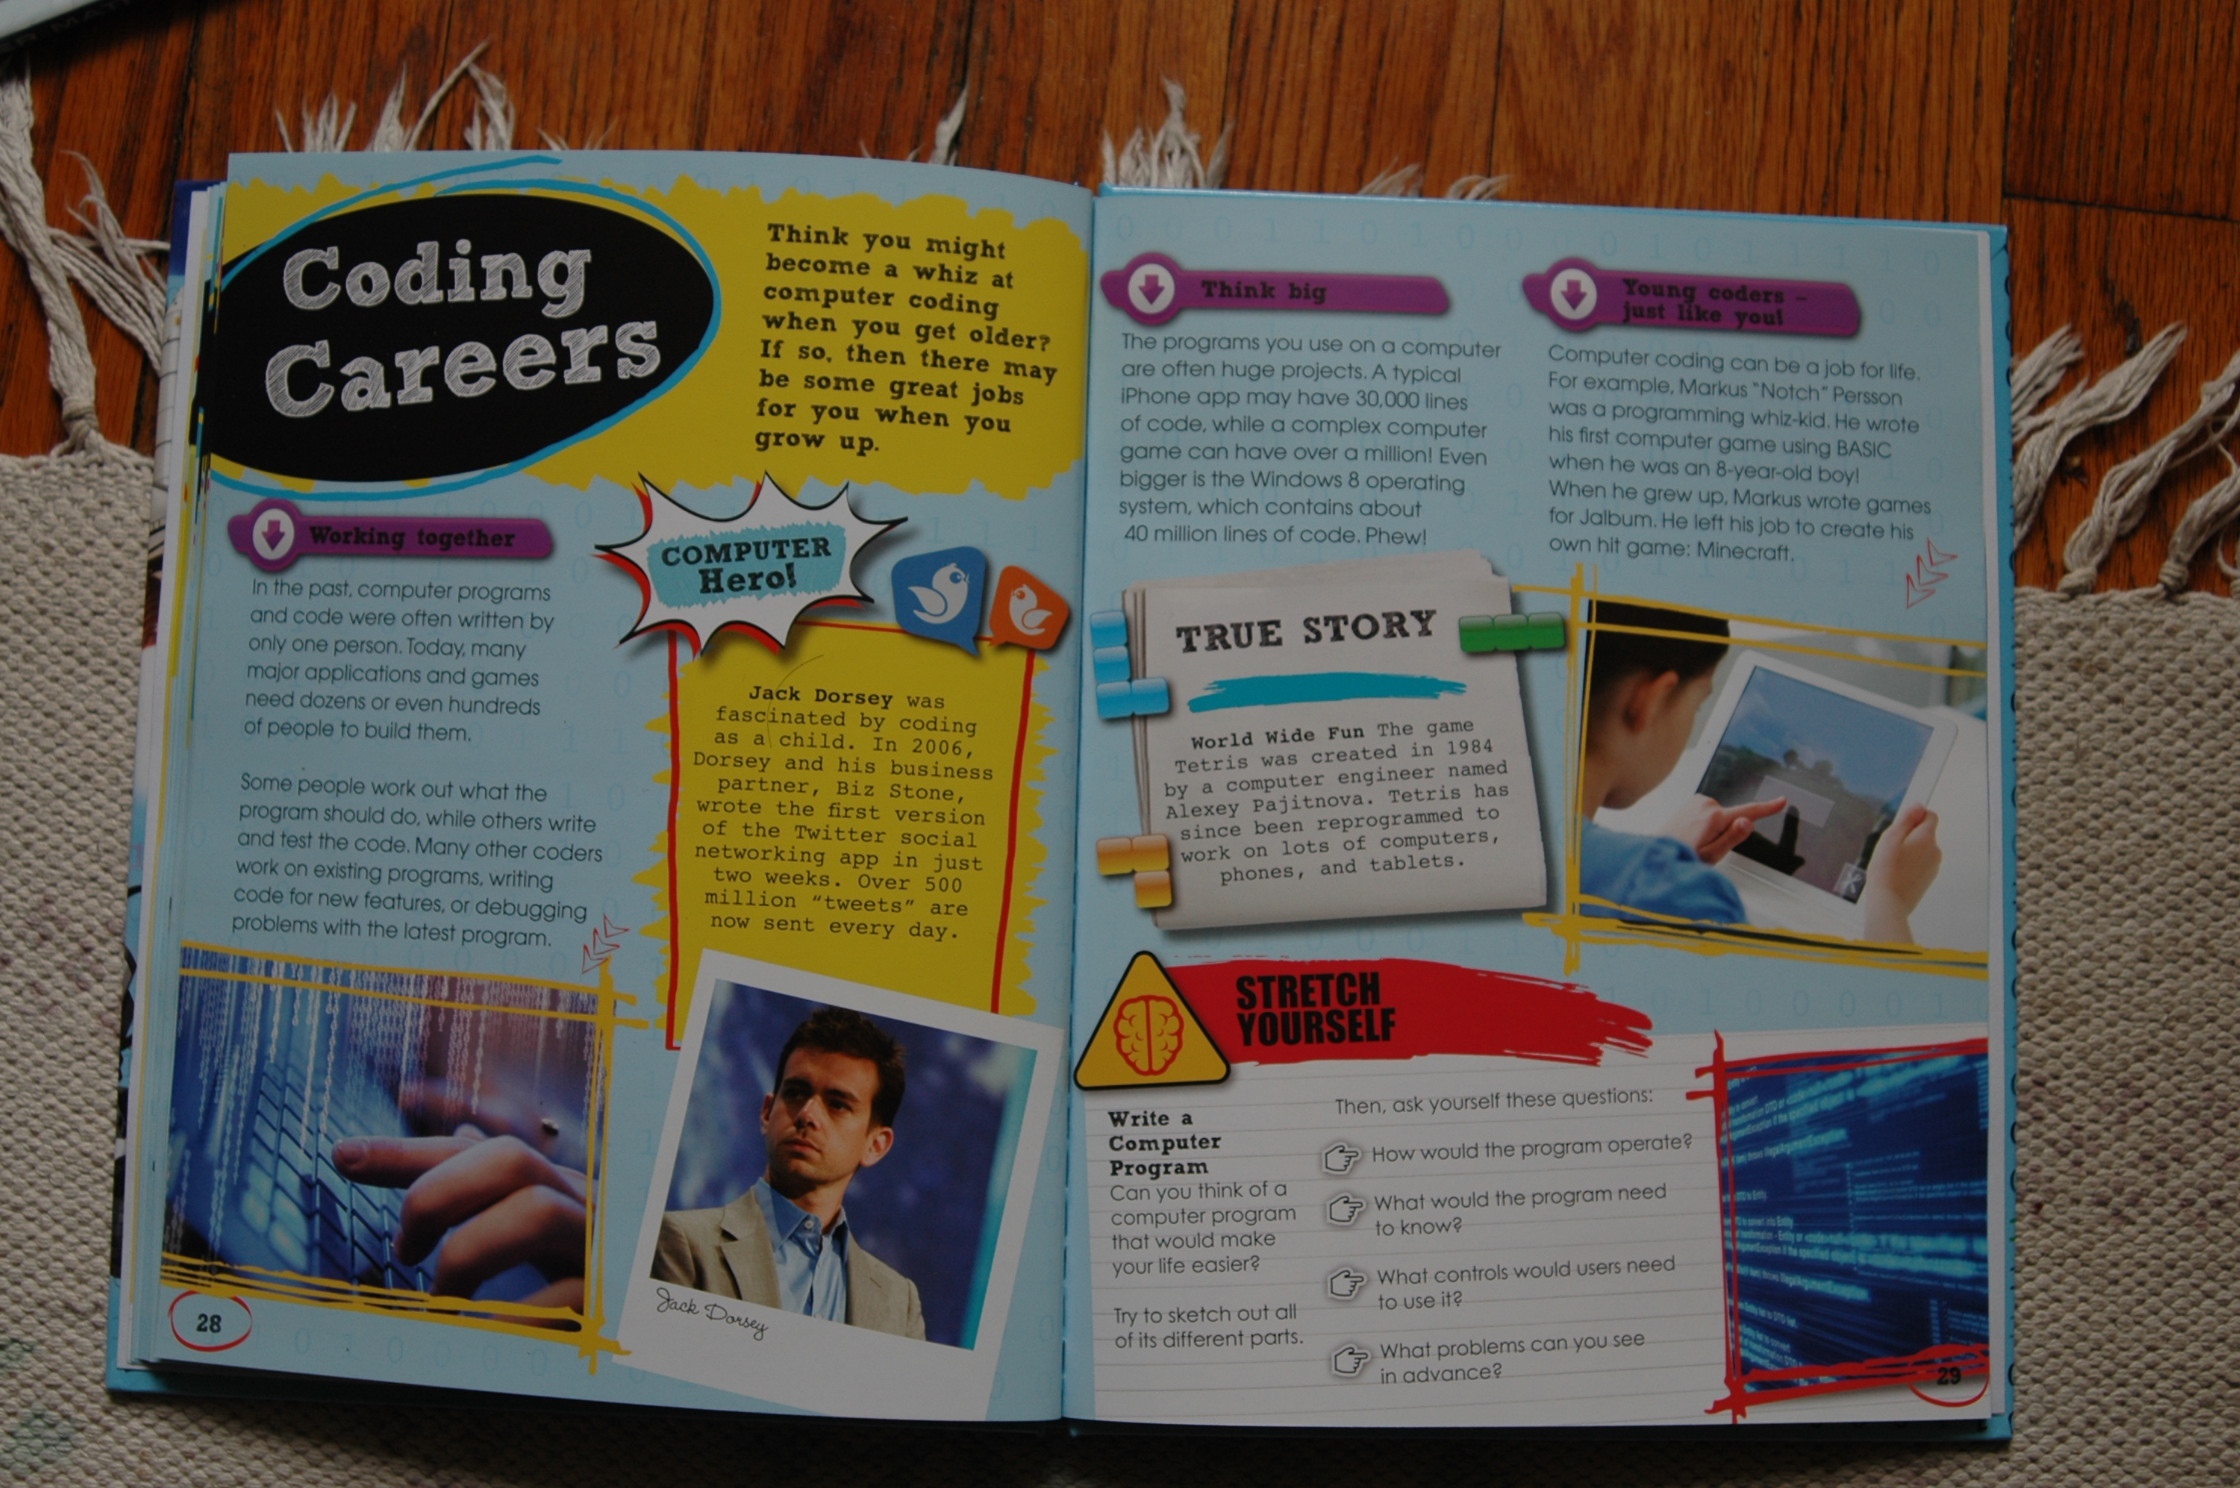 Coding
Careers
Think you might
become a whiz at
computer coding
when you get older?
If so, then there may
be some great jobs
for you when you
grow up.
Working together
In the past, computer programs
and code were often written by
only one person. Today, many
major applications and games
need dozens or even hundreds
of people to build them.
Some people work out what the
program should do, while others write
and test the code. Many other coders
work on existing programs, writing
code for new features, or debugging
problems with the latest program.
COMPUTER
Hero!
Jack Dorsey was
fascinated by coding
as a child. In 2006,
Dorsey and his business
partner, Biz Stone,
wrote the first version
of the Twitter social
networking app in just
two weeks. Over 500
million "tweets" are
now sent every day.
Jack Dorsey
28
Think big
The programs you use on a computer
are often huge projects. A typical
iPhone app may have 30,000 lines
of code, while a complex computer
game can have over a million! Even
bigger is the Windows 8 operating
system, which contains about
40 million lines of code. Phew!
Young coders –
just like you!
Computer coding can be a job for life.
For example, Markus "Notch" Persson
was a programming whiz-kid. He wrote
his first computer game using BASIC
when he was an 8-year-old boy!
When he grew up, Markus wrote games
for Jalbum. He left his job to create his
own hit game: Minecraft.
TRUE STORY
World Wide Fun The game
Tetris was created in 1984
by a computer engineer named
Alexey Pajitnova. Tetris has
since been reprogrammed to
work on lots of computers,
phones, and tablets.
STRETCH
YOURSELF
Write a
Computer
Program
Can you think of a
computer program
that would make
your life easier?
Try to sketch out all
of its different parts.
Then, ask yourself these questions:
How would the program operate?
What would the program need
to know?
What controls would users need
to use it?
What problems can you see
in advance?
29